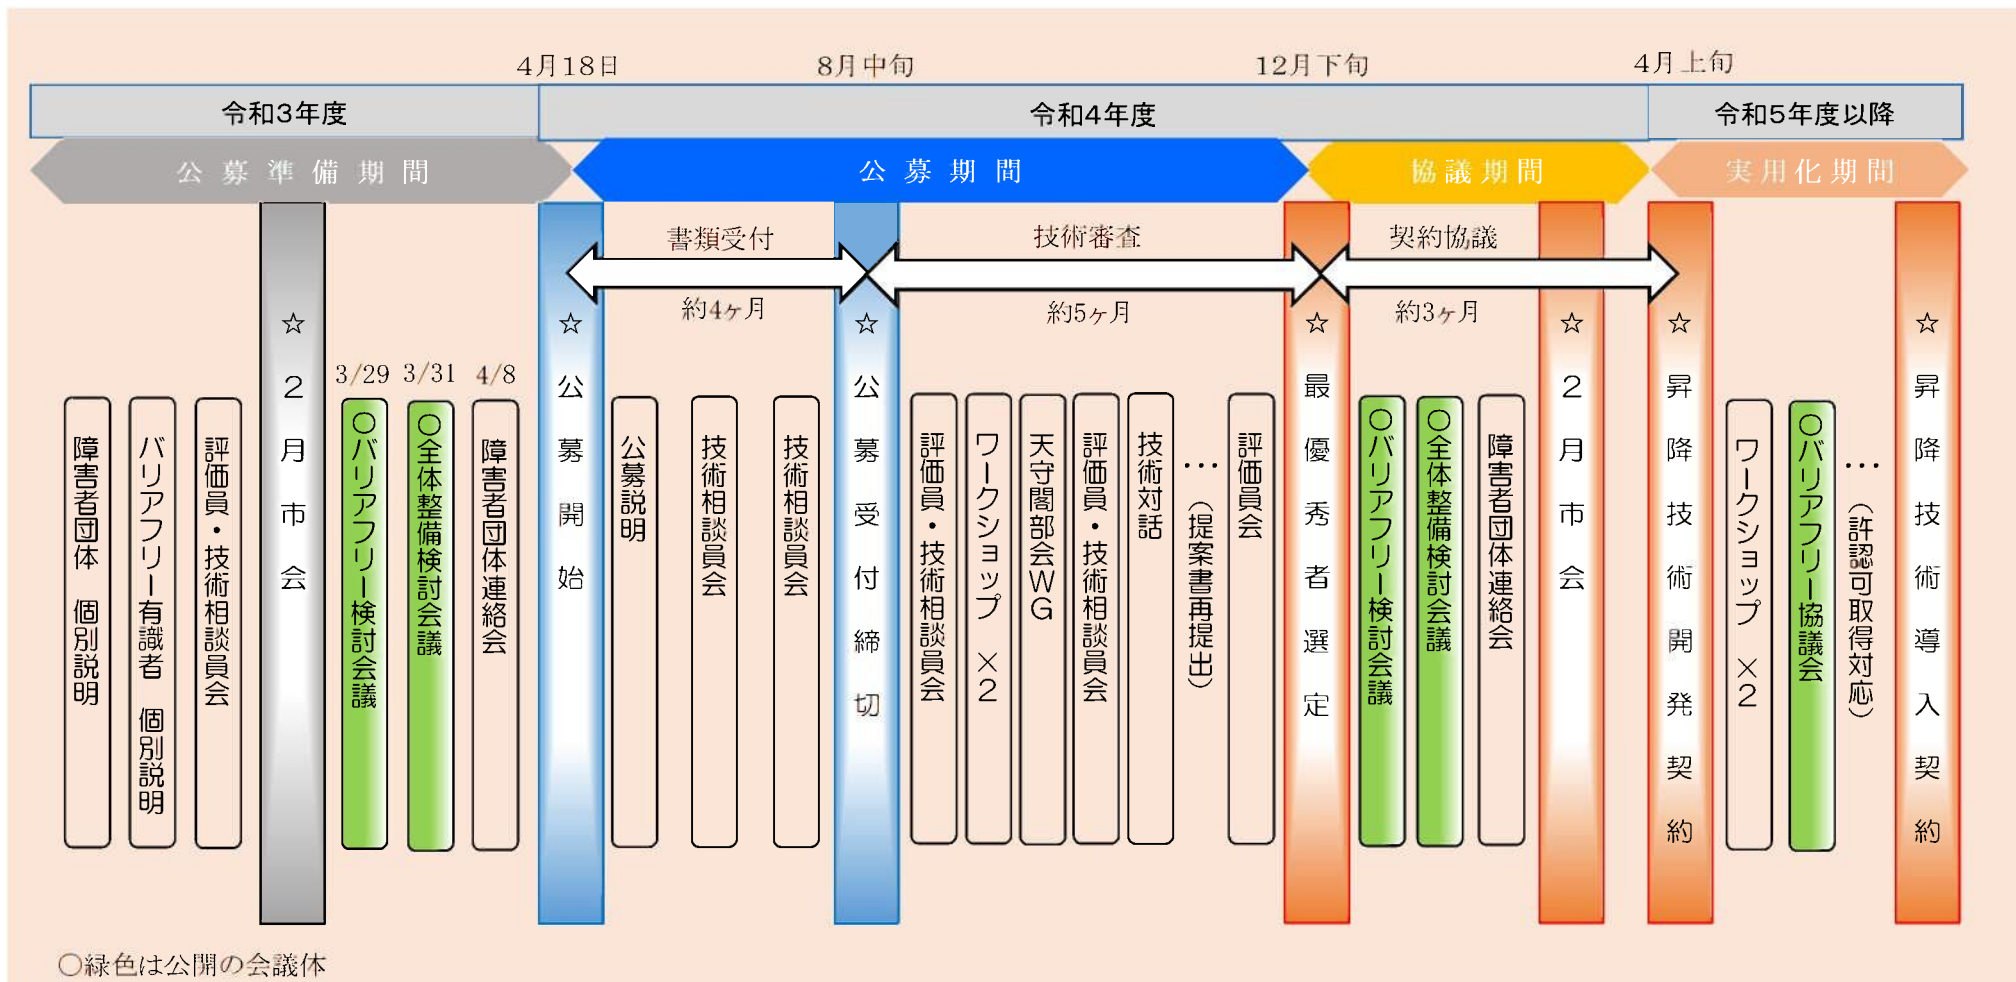 4月18日
8月中旬
12月下旬
4月上旬
令和3年度
令和4年度
令和5年度以降
公募準備期間
公募期間
協議期間
実用化期間
書類受付
技術審査
契約協議
約4ヶ月
約5ヶ月
約3ヶ月
障害者団体 個別説明
バリアフリー有識者 個別説明
評価員・技術相談員会
☆2月市会
3/29
〇バリアフリー検討会議
3/31
〇全体整備検討会議
4/8
障害者団体連絡会
☆公募開始
公募説明
技術相談員会
技術相談員会
☆公募受付締切
評価員・技術相談員会
ワークショップ ×2
天守閣部会WG
評価員・技術相談員会
技術対話
…(提案書再提出)
評価員会
☆最優秀者選定
〇バリアフリー検討会議
〇全体整備検討会議
障害者団体連絡会
☆2月市会
☆昇降技術開発契約
ワークショップ ×2
〇バリアフリー協議会
…(許認可取得対応)
☆昇降技術導入契約
〇緑色は公開の会議体